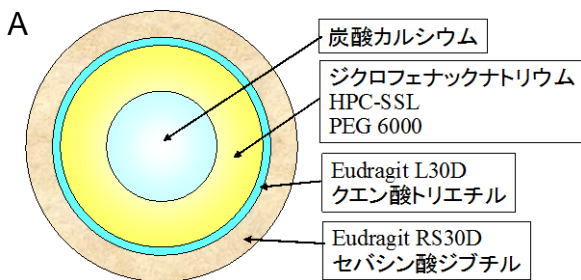 A
炭酸カルシウム
ジクロフェナックナトリウム
HPC-SSL
PEG 6000
Eudragit L30D
クエン酸トリエチル
Eudragit RS30D
セバシン酸ジブチル